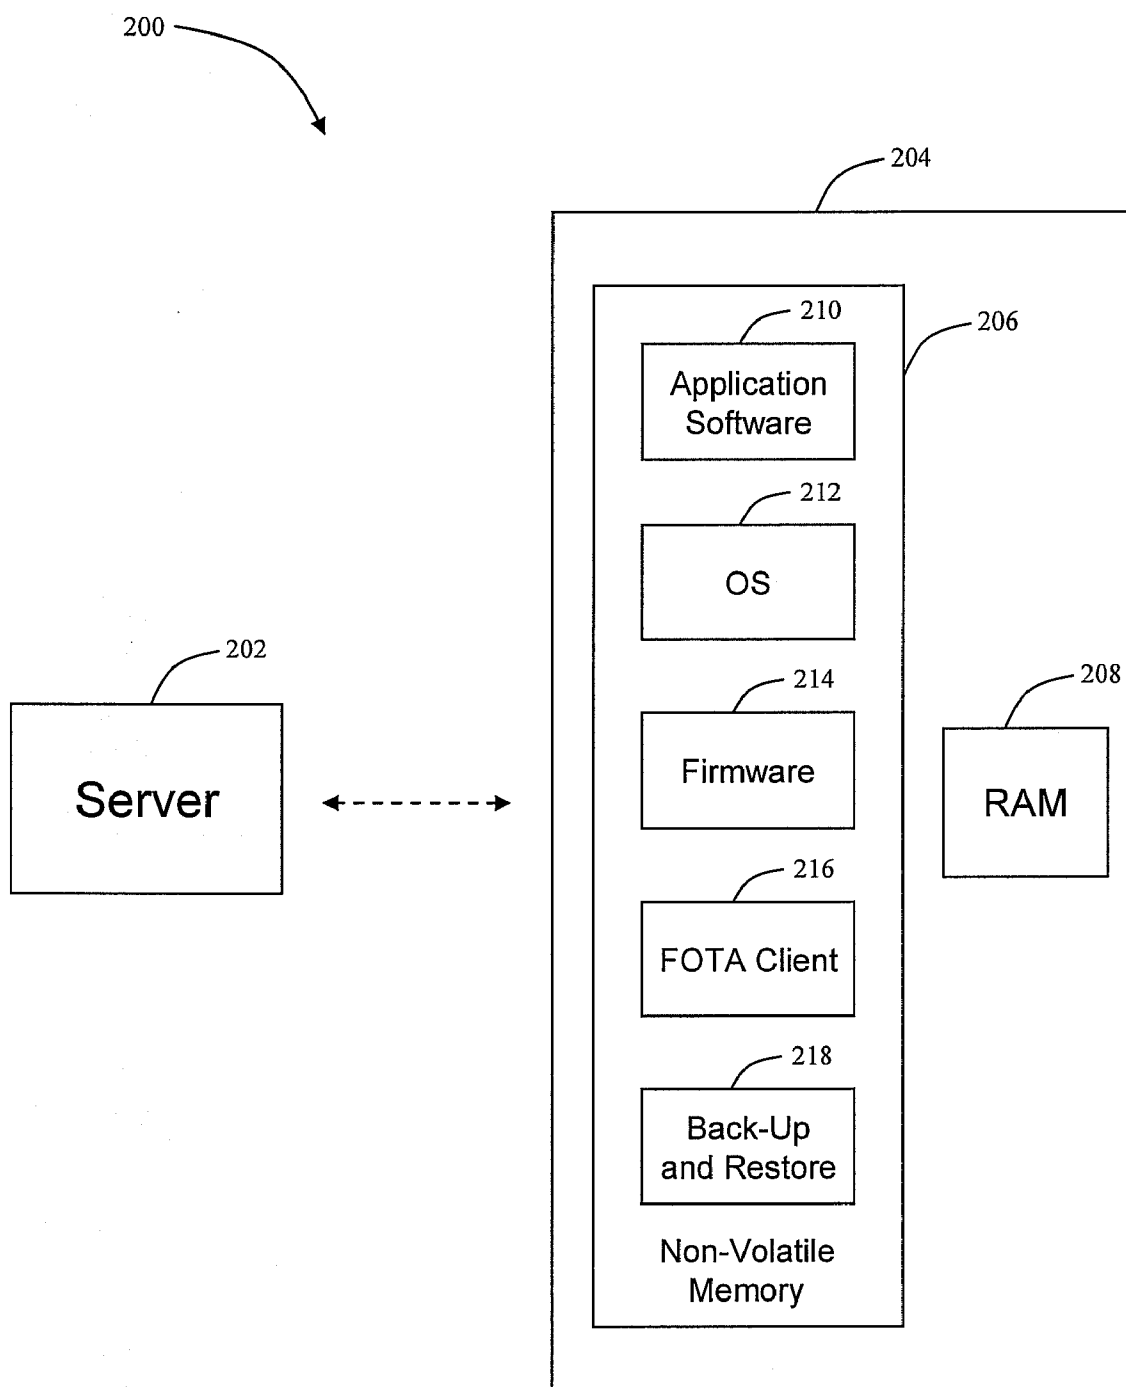 200
204
210
206
Application
Software
212
OS
202
Server
214
Firmware
208
RAM
216
FOTA Client
218
Back-Up
and Restore
Non-Volatile
Memory